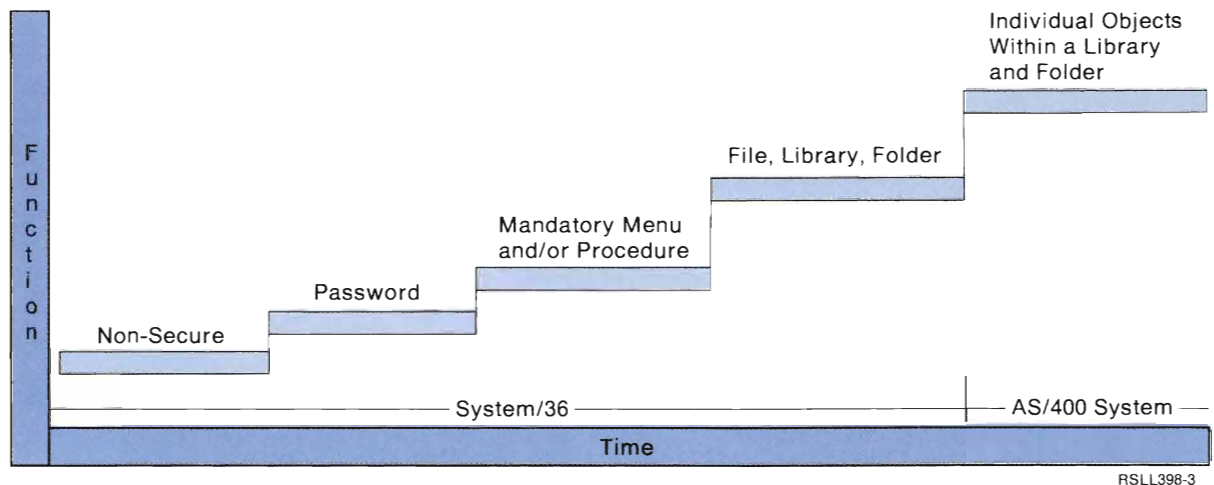 Individual Objects
Within a Library
and Folder
File, Library, Folder
Mandatory Menu
and/or Procedure
Password
Non-Secure
Function
System/36
AS/400 System
Time
RSLL398-3